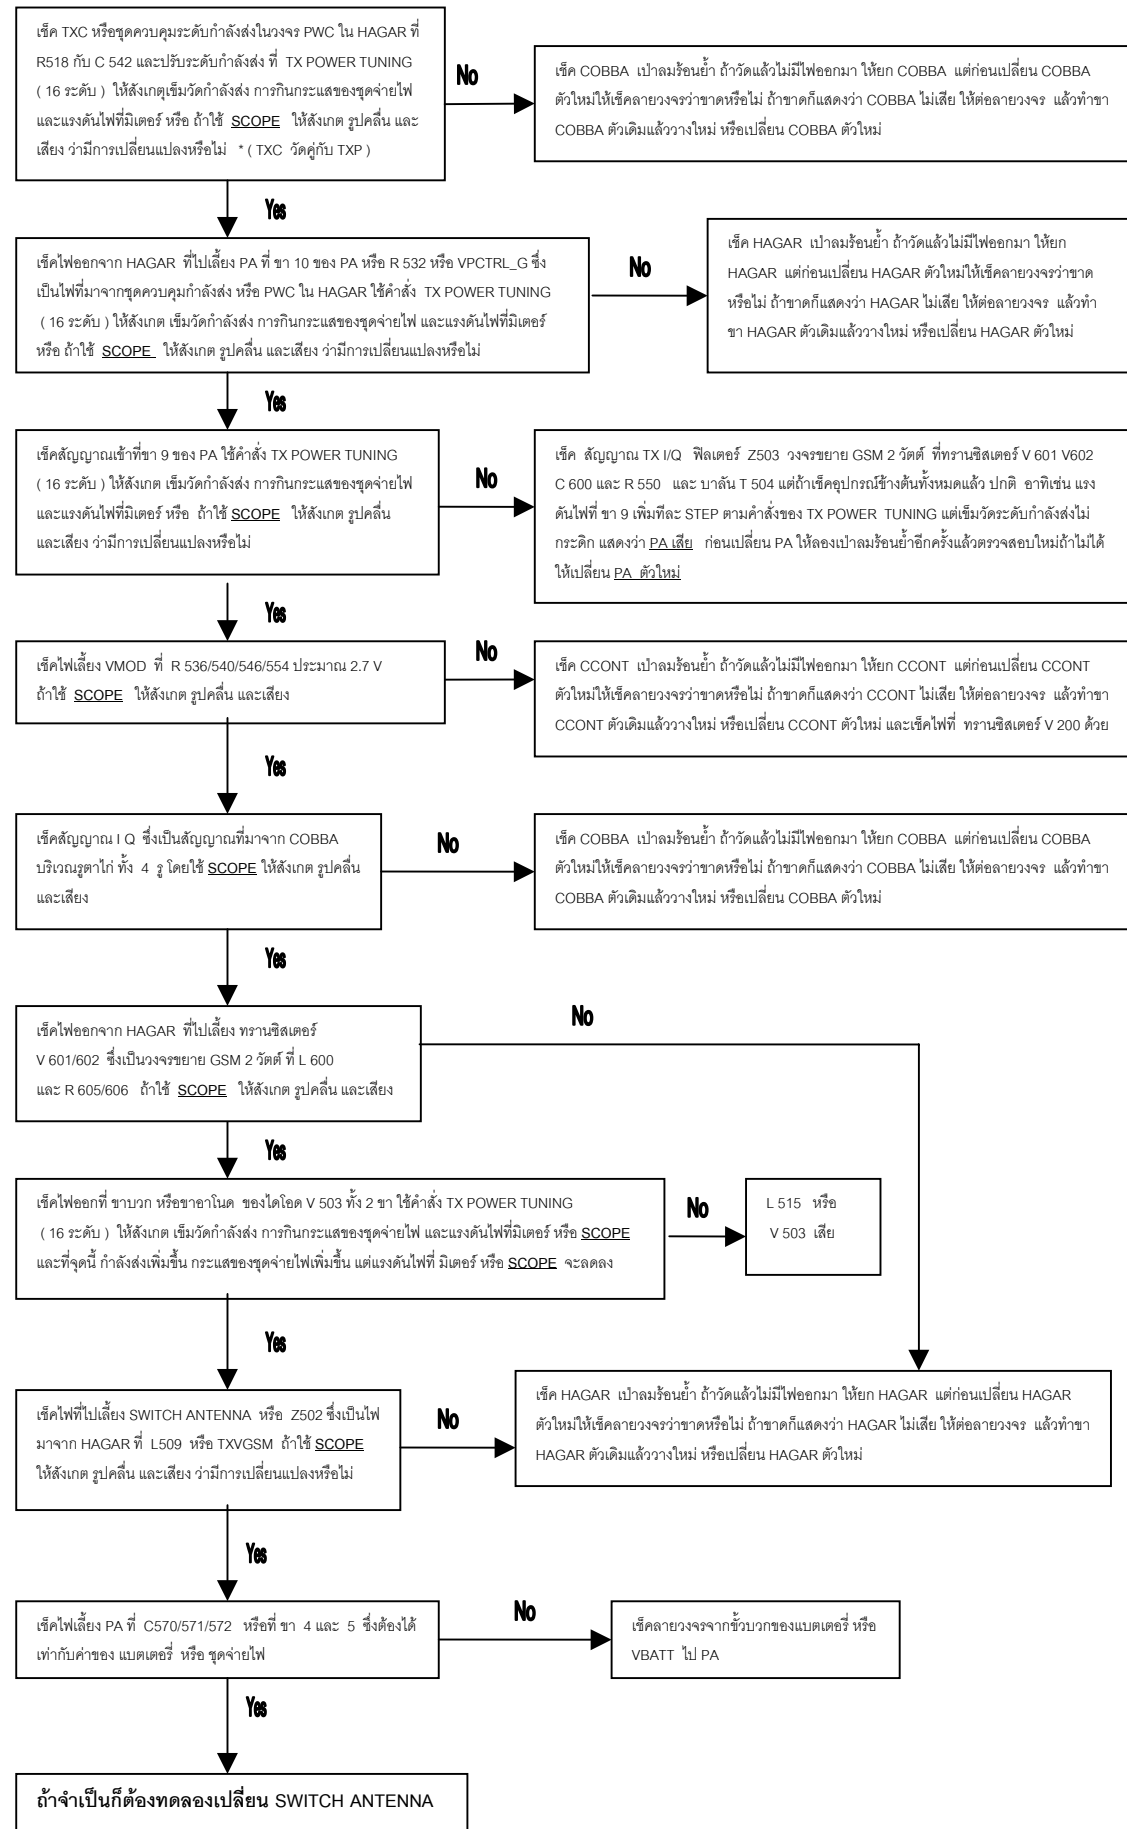 เช็ค TXC หรือชุดควบคุมระดับกำลังส่งในวงจร PWC ใน HAGAR ที่
R518 กับ C 542 และปรับระดับกำลังส่ง ที่ TX POWER TUNING
( 16 ระดับ ) ให้สังเกตุเข็มวัดกำลังส่ง การกินกระแสของชุดจ่ายไฟ
และแรงดันไฟที่มิเตอร์ หรือ ถ้าใช้ SCOPE ให้สังเกต รูปคลื่น และ
เสียง ว่ามีการเปลี่ยนแปลงหรือไม่ * ( TXC วัดคู่กับ TXP )
No
เช็ค COBBA เป่าลมร้อนย้ำ ถ้าวัดแล้วไม่มีไฟออกมา ให้ยก COBBA แต่ก่อนเปลี่ยน COBBA
ตัวใหม่ให้เช็คลายวงจรว่าขาดหรือไม่ ถ้าขาดก็แสดงว่า COBBA ไม่เสีย ให้ต่อลายวงจร แล้วทำขา
COBBA ตัวเดิมแล้ววางใหม่ หรือเปลี่ยน COBBA ตัวใหม่
Yes
เช็คไฟออกจาก HAGAR ที่ไปเลี้ยง PA ที่ ขา 10 ของ PA หรือ R 532 หรือ VPCTRL_G ซึ่ง
เป็นไฟที่มาจากชุดควบคุมกำลังส่ง หรือ PWC ใน HAGAR ใช้คำสั่ง TX POWER TUNING
( 16 ระดับ ) ให้สังเกต เข็มวัดกำลังส่ง การกินกระแสของชุดจ่ายไฟ และแรงดันไฟที่มิเตอร์
หรือ ถ้าใช้ SCOPE ให้สังเกต รูปคลื่น และเสียง ว่ามีการเปลี่ยนแปลงหรือไม่
No
เช็ค HAGAR เป่าลมร้อนย้ำ ถ้าวัดแล้วไม่มีไฟออกมา ให้ยก
HAGAR แต่ก่อนเปลี่ยน HAGAR ตัวใหม่ให้เช็คลายวงจรว่าขาด
หรือไม่ ถ้าขาดก็แสดงว่า HAGAR ไม่เสีย ให้ต่อลายวงจร แล้วทำ
ขา HAGAR ตัวเดิมแล้ววางใหม่ หรือเปลี่ยน HAGAR ตัวใหม่
Yes
เช็คสัญญาณเข้าที่ขา 9 ของ PA ใช้คำสั่ง TX POWER TUNING
( 16 ระดับ ) ให้สังเกต เข็มวัดกำลังส่ง การกินกระแสของชุดจ่ายไฟ
และแรงดันไฟที่มิเตอร์ หรือ ถ้าใช้ SCOPE ให้สังเกต รูปคลื่น
และเสียง ว่ามีการเปลี่ยนแปลงหรือไม่
No
เช็ค สัญญาณ TX I/Q ฟิลเตอร์ Z503 วงจรขยาย GSM 2 วัตต์ ที่ทรานซิสเตอร์ V 601 V602
C 600 และ R 550 และ บาลัน T 504 แต่ถ้าเช็คอุปกรณ์ข้างต้นทั้งหมดแล้ว ปกติ อาทิเช่น แรง
ดันไฟที่ ขา 9 เพิ่มทีละ STEP ตามคำสั่งของ TX POWER TUNING แต่เข็มวัดระดับกำลังส่งไม่
กระดิก แสดงว่า PA เสีย ก่อนเปลี่ยน PA ให้ลองเป่าลมร้อนย้ำอีกครั้งแล้วตรวจสอบใหม่ถ้าไม่ได้
ให้เปลี่ยน PA ตัวใหม่
Yes
เช็คไฟเลี้ยง VMOD ที่ R 536/540/546/554 ประมาณ 2.7 V
ถ้าใช้ SCOPE ให้สังเกต รูปคลื่น และเสียง
No
เช็ค CCONT เป่าลมร้อนย้ำ ถ้าวัดแล้วไม่มีไฟออกมา ให้ยก CCONT แต่ก่อนเปลี่ยน CCONT
ตัวใหม่ให้เช็คลายวงจรว่าขาดหรือไม่ ถ้าขาดก็แสดงว่า CCONT ไม่เสีย ให้ต่อลายวงจร แล้วทำขา
CCONT ตัวเดิมแล้ววางใหม่ หรือเปลี่ยน CCONT ตัวใหม่ และเช็คไฟที่ ทรานซิสเตอร์ V 200 ด้วย
Yes
เช็คสัญญาณ I Q ซึ่งเป็นสัญญาณที่มาจาก COBBA
บริเวณรูตาไก่ ทั้ง 4 รู โดยใช้ SCOPE ให้สังเกต รูปคลื่น
และเสียง
No
เช็ค COBBA เป่าลมร้อนย้ำ ถ้าวัดแล้วไม่มีไฟออกมา ให้ยก COBBA แต่ก่อนเปลี่ยน COBBA
ตัวใหม่ให้เช็คลายวงจรว่าขาดหรือไม่ ถ้าขาดก็แสดงว่า COBBA ไม่เสีย ให้ต่อลายวงจร แล้วทำขา
COBBA ตัวเดิมแล้ววางใหม่ หรือเปลี่ยน COBBA ตัวใหม่
Yes
เช็คไฟออกจาก HAGAR ที่ไปเลี้ยง ทรานซิสเตอร์
V 601/602 ซึ่งเป็นวงจรขยาย GSM 2 วัตต์ ที่ L 600
และ R 605/606 ถ้าใช้ SCOPE ให้สังเกต รูปคลื่น และเสียง
No
Yes
เช็คไฟออกที่ ขาบวก หรือขาอาโนด ของไดโอด V 503 ทั้ง 2 ขา ใช้คำสั่ง TX POWER TUNING
( 16 ระดับ ) ให้สังเกต เข็มวัดกำลังส่ง การกินกระแสของชุดจ่ายไฟ และแรงดันไฟที่มิเตอร์ หรือ SCOPE
และที่จุดนี้ กำลังส่งเพิ่มขึ้น กระแสของชุดจ่ายไฟเพิ่มขึ้น แต่แรงดันไฟที่ มิเตอร์ หรือ SCOPE จะลดลง
No
L 515 หรือ
V 503 เสีย
Yes
เช็คไฟที่ไปเลี้ยง SWITCH ANTENNA หรือ Z502 ซึ่งเป็นไฟ
มาจาก HAGAR ที่ L509 หรือ TXVGSM ถ้าใช้ SCOPE
ให้สังเกต รูปคลื่น และเสียง ว่ามีการเปลี่ยนแปลงหรือไม่
No
เช็ค HAGAR เป่าลมร้อนย้ำ ถ้าวัดแล้วไม่มีไฟออกมา ให้ยก HAGAR แต่ก่อนเปลี่ยน HAGAR
ตัวใหม่ให้เช็คลายวงจรว่าขาดหรือไม่ ถ้าขาดก็แสดงว่า HAGAR ไม่เสีย ให้ต่อลายวงจร แล้วทำขา
HAGAR ตัวเดิมแล้ววางใหม่ หรือเปลี่ยน HAGAR ตัวใหม่
Yes
เช็คไฟเลี้ยง PA ที่ C570/571/572 หรือที่ ขา 4 และ 5 ซึ่งต้องได้
เท่ากับค่าของ แบตเตอรี่ หรือ ชุดจ่ายไฟ
No
เช็คลายวงจรจากขั้วบวกของแบตเตอรี่ หรือ
VBATT ไป PA
Yes
ถ้าจำเป็นก็ต้องทดลองเปลี่ยน SWITCH ANTENNA